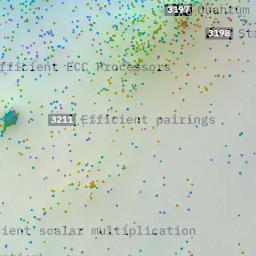 3197 Quantum
3198
fficient ECC Processors
3211 Efficient pairings
ient scalar multiplication